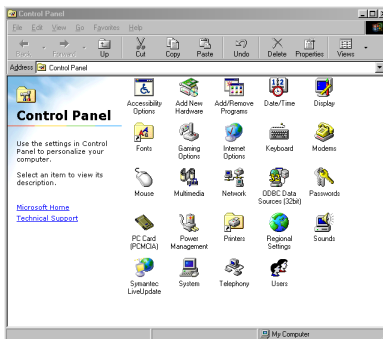 Control Panel
File Edit View Go Favorites Help
Back Forward Up Cut Copy Paste Undo Delete Properties Views
Address Control Panel
Control Panel
Use the settings in Control
Panel to personalize your
computer.
Select an item to view its
description.
Microsoft Home
Technical Support
Accessibility
Options
Add New
Hardware
Add/Remove
Programs
Date/Time
Display
Fonts
Gaming
Options
Internet
Options
Keyboard
Modems
Mouse
Multimedia
Network
ODBC Data
Sources (32bit)
Passwords
PC Card
(PCMCIA)
Power
Management
Printers
Regional
Settings
Sounds
Symantec
LiveUpdate
System
Telephony
Users
My Computer